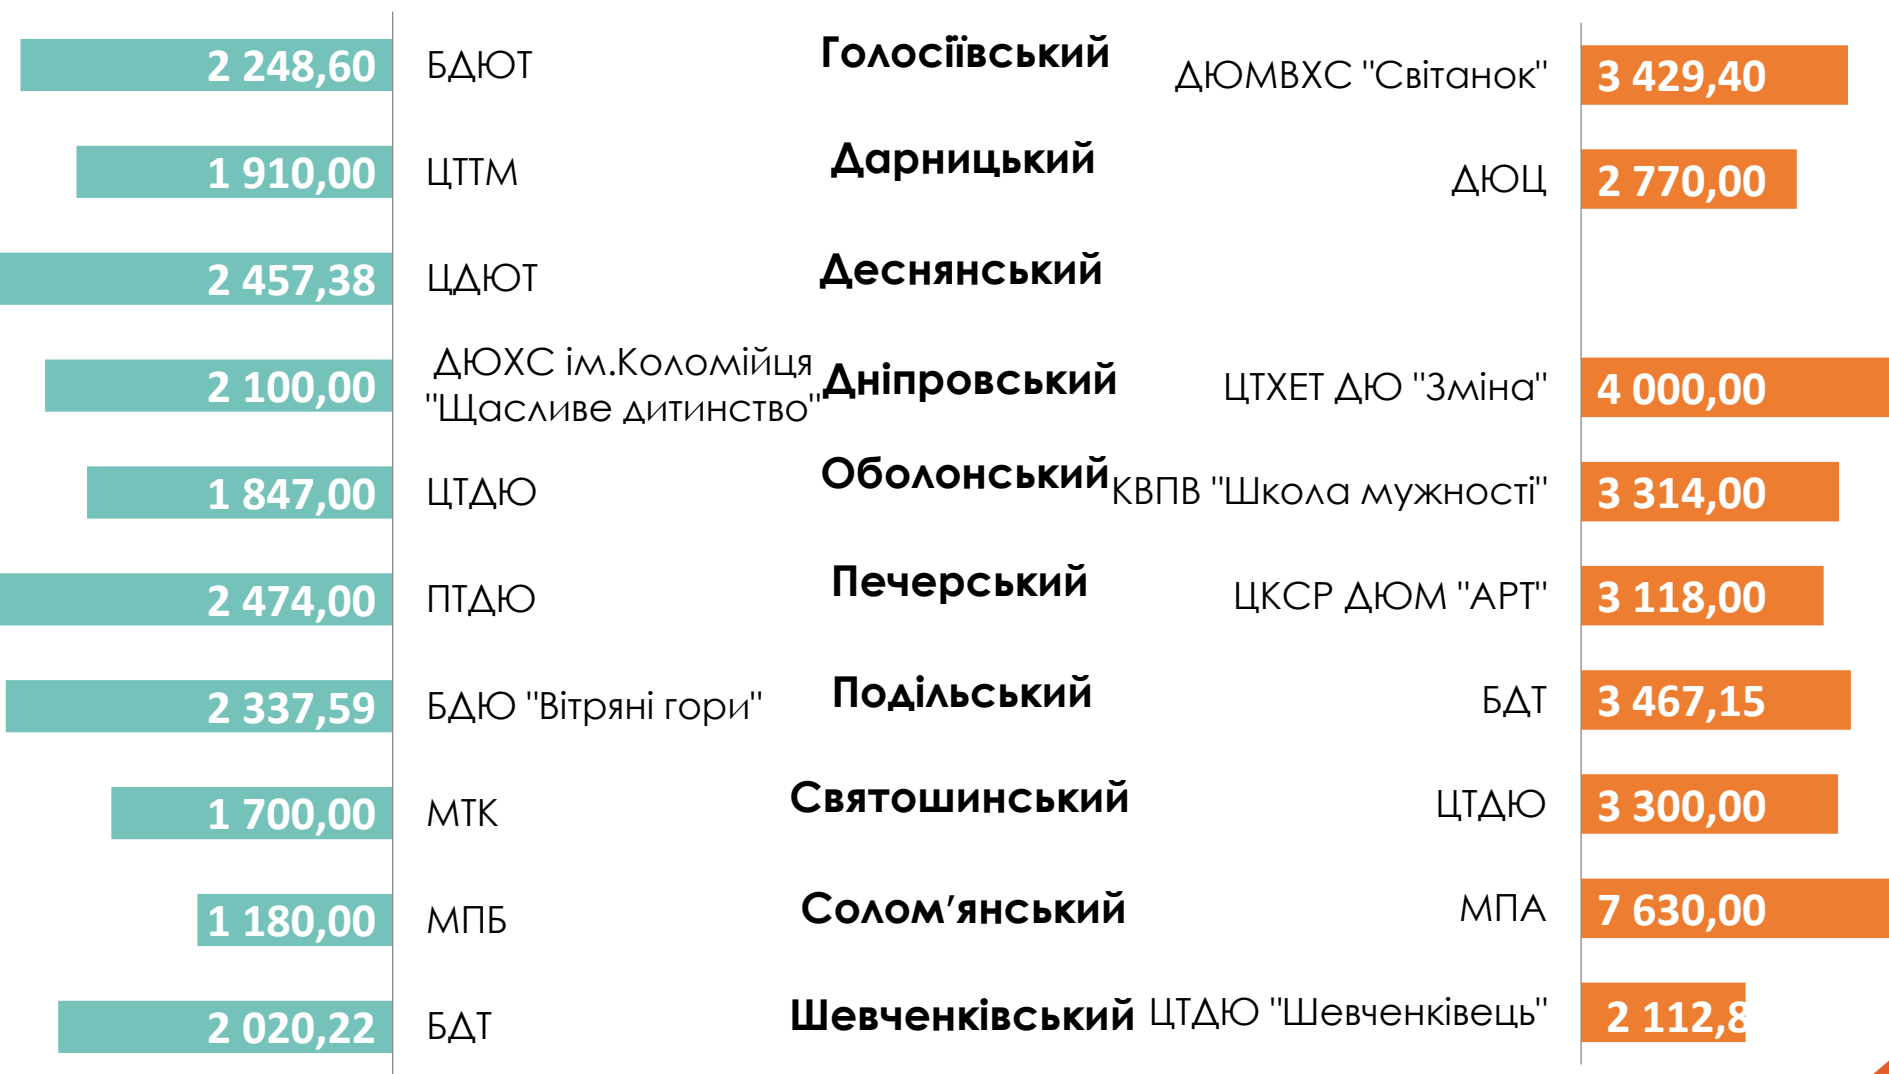 2 248,60 БДЮТ Голосіївський ДЮМВХС "Світанок" 3 429,40
1 910,00 ЦТТМ Дарницький ДЮЦ 2 770,00
2 457,38 ЦДЮТ Деснянський
2 100,00 ДЮХС ім.Коломійця
"Щасливе дитинство" Дніпровський ЦТХЕТ ДЮ "Зміна" 4 000,00
1 847,00 ЦТДЮ Оболонський КВПВ "Школа мужності" 3 314,00
2 474,00 ПТДЮ Печерський ЦКСР ДЮМ "АРТ" 3 118,00
2 337,59 БДЮ "Вітряні гори" Подільський БДТ 3 467,15
1 700,00 МТК Святошинський ЦТДЮ 3 300,00
1 180,00 МПБ Солом'янський МПА 7 630,00
2 020,22 БДТ Шевченківський ЦТДЮ "Шевченківець" 2 112,8